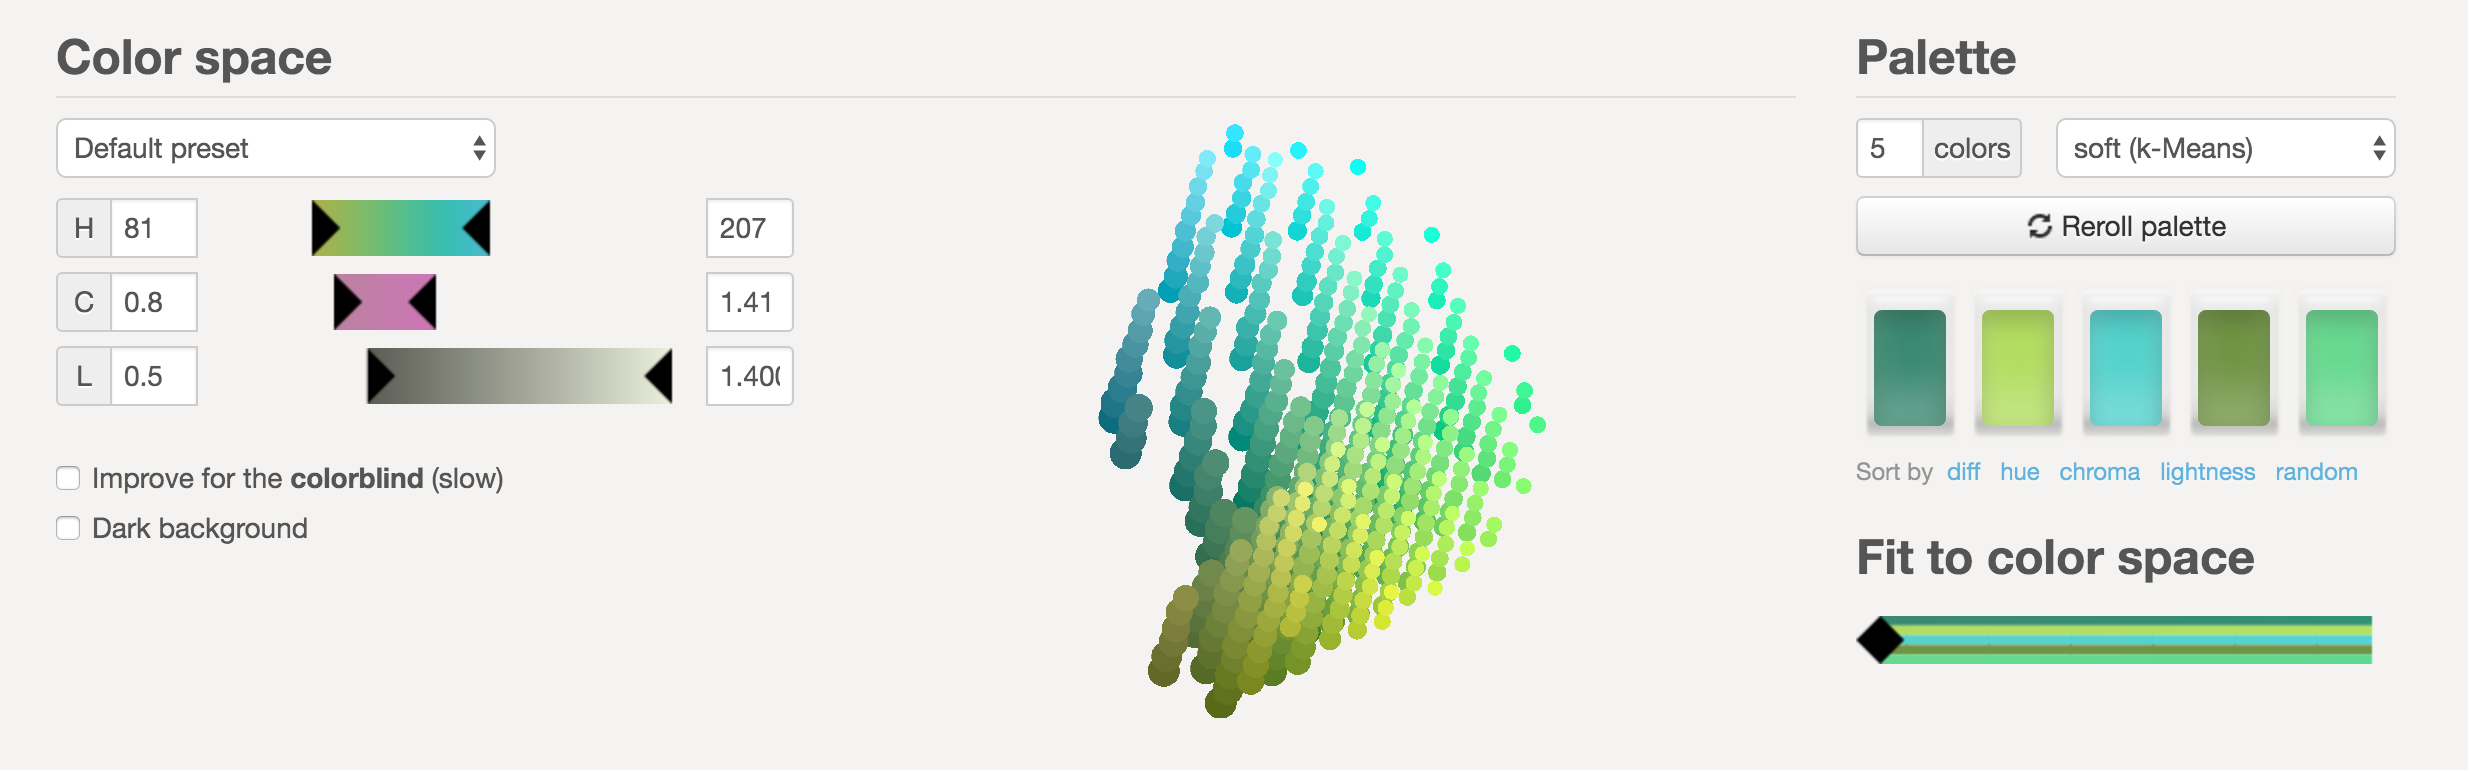 Color space
Default preset
H 81 207
C 0.8 1.41
L 0.5 1.40
Improve for the colorblind (slow)
Dark background
Palette
5 colors soft (k-Means)
Reroll palette
Sort by diff hue chroma lightness random
Fit to color space